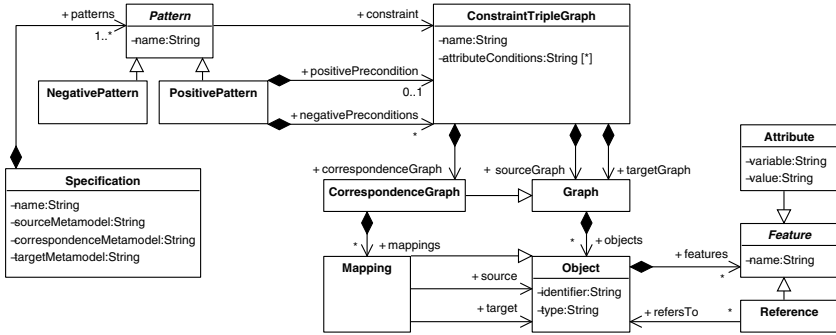 + patterns
1..*
Pattern
-name:String
+ constraint
ConstraintTripleGraph
-name:String
-attributeConditions:String [*]
NegativePattern
PositivePattern
+ positivePrecondition
0..1
+ negativePreconditions
*
Specification
-name:String
-sourceMetamodel:String
-correspondenceMetamodel:String
-targetMetamodel:String
+ correspondenceGraph
+ sourceGraph
+ targetGraph
CorrespondenceGraph
Graph
Attribute
-variable:String
-value:String
* + mappings
* + objects
Mapping
+ source
+ target
Object
-identifier:String
-type:String
+ features
*
Feature
-name:String
+ refersTo
*
Reference